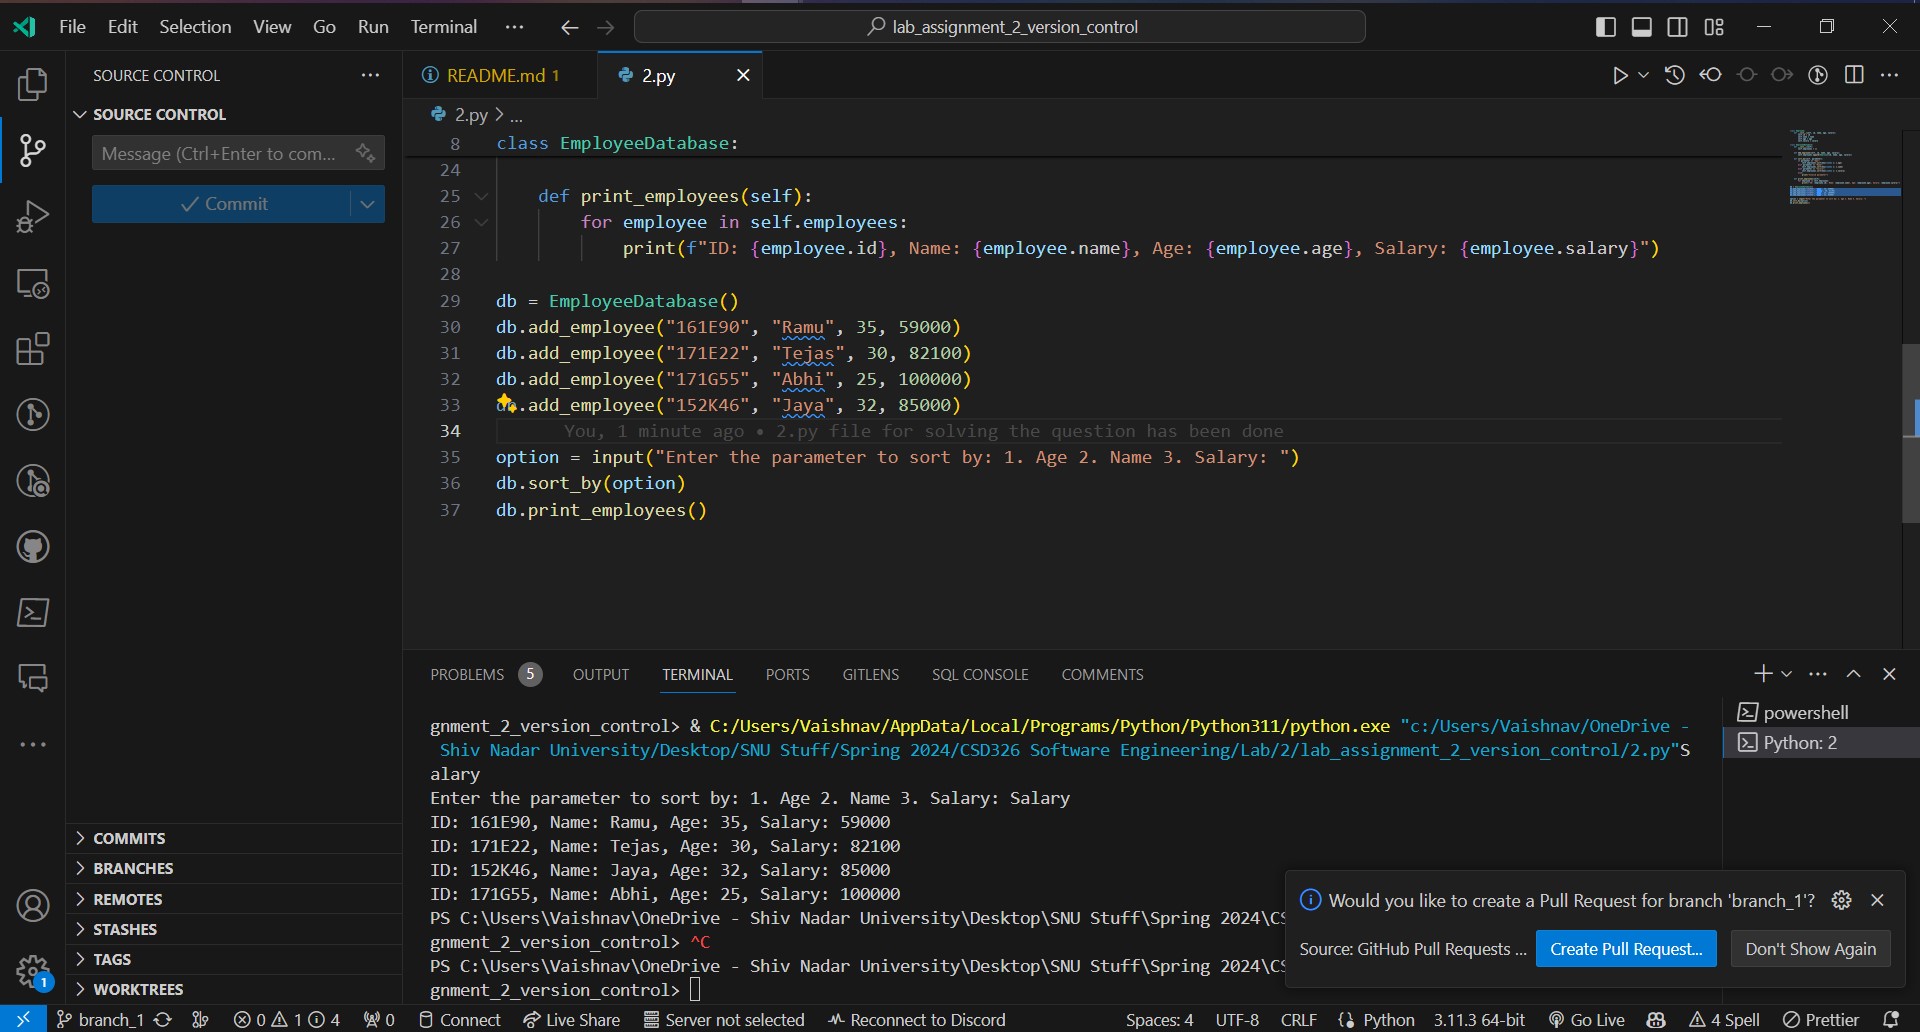 File Edit Selection View Go Run Terminal ··· lab_assignment_2_version_control
SOURCE CONTROL ···
README.md 1 2.py
SOURCE CONTROL
Message (Ctrl+Enter to com...
Commit
2.py > ...
8 class EmployeeDatabase:
24
25 def print_employees(self):
26 for employee in self.employees:
27 print(f"ID: {employee.id}, Name: {employee.name}, Age: {employee.age}, Salary: {employee.salary}")
28
29 db = EmployeeDatabase()
30 db.add_employee("161E90", "Ramu", 35, 59000)
31 db.add_employee("171E22", "Tejas", 30, 82100)
32 db.add_employee("171G55", "Abhi", 25, 100000)
33 db.add_employee("152K46", "Jaya", 32, 85000)
34 You, 1 minute ago • 2.py file for solving the question has been done
35 option = input("Enter the parameter to sort by: 1. Age 2. Name 3. Salary: ")
36 db.sort_by(option)
37 db.print_employees()
PROBLEMS 5 OUTPUT TERMINAL PORTS GITLENS SQL CONSOLE COMMENTS
gnment_2_version_control> & C:/Users/Vaishnav/AppData/Local/Programs/Python/Python311/python.exe "c:/Users/Vaishnav/OneDrive -
Shiv Nadar University/Desktop/SNU Stuff/Spring 2024/CSD326 Software Engineering/Lab/2/lab_assignment_2_version_control/2.py"S
alary
Enter the parameter to sort by: 1. Age 2. Name 3. Salary: Salary
ID: 161E90, Name: Ramu, Age: 35, Salary: 59000
ID: 171E22, Name: Tejas, Age: 30, Salary: 82100
ID: 152K46, Name: Jaya, Age: 32, Salary: 85000
ID: 171G55, Name: Abhi, Age: 25, Salary: 100000
PS C:\Users\Vaishnav\OneDrive - Shiv Nadar University\Desktop\SNU Stuff\Spring 2024\CS
gnment_2_version_control> ^C
PS C:\Users\Vaishnav\OneDrive - Shiv Nadar University\Desktop\SNU Stuff\Spring 2024\CS
gnment_2_version_control>
powershell
Python: 2
COMMITS
BRANCHES
REMOTES
STASHES
TAGS
WORKTREES
1
Would you like to create a Pull Request for branch 'branch_1'?
Source: GitHub Pull Requests ... Create Pull Request... Don't Show Again
branch_1 0 1 4 0 Connect Live Share Server not selected Reconnect to Discord Spaces: 4 UTF-8 CRLF Python 3.11.3 64-bit Go Live 4 Spell Prettier